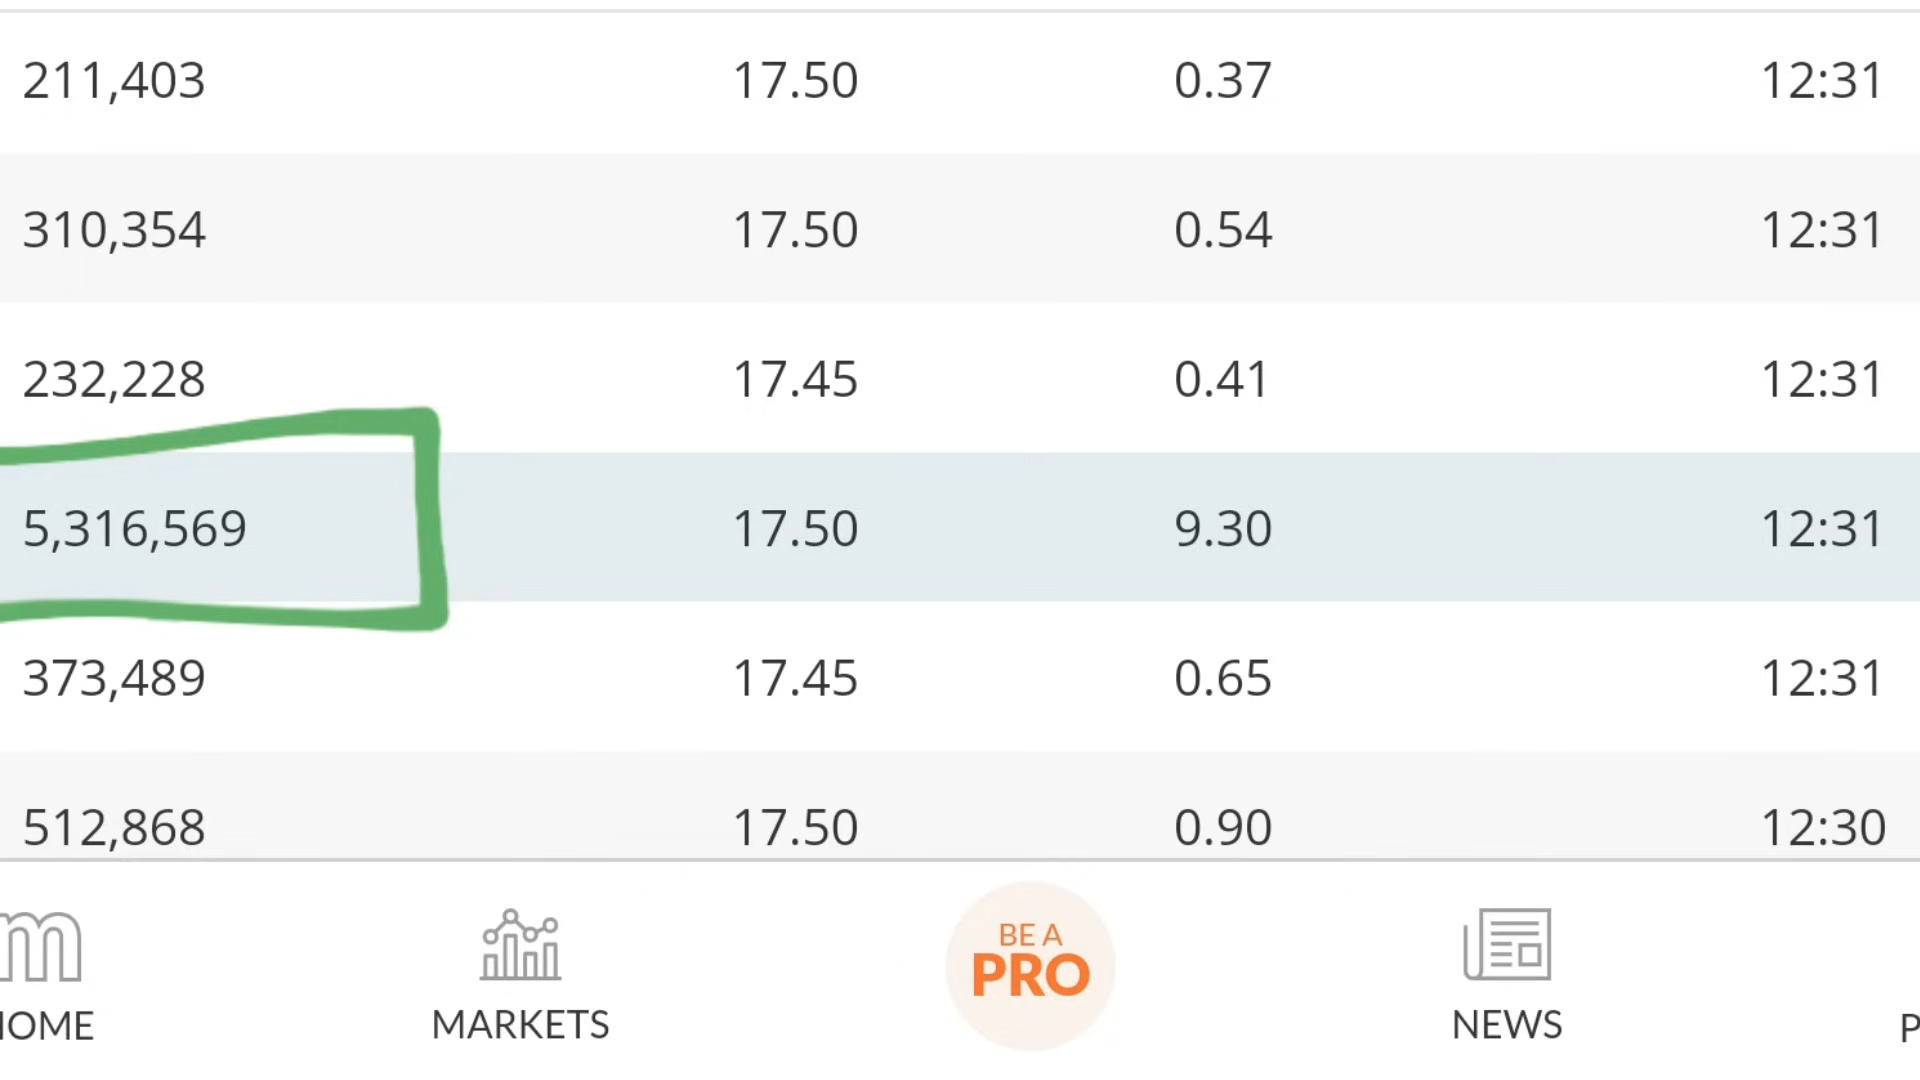 211,403 17.50 0.37 12:31
310,354 17.50 0.54 12:31
232,228 17.45 0.41 12:31
5,316,569 17.50 9.30 12:31
373,489 17.45 0.65 12:31
512,868 17.50 0.90 12:30
m
BE A
PRO
OME MARKETS NEWS P